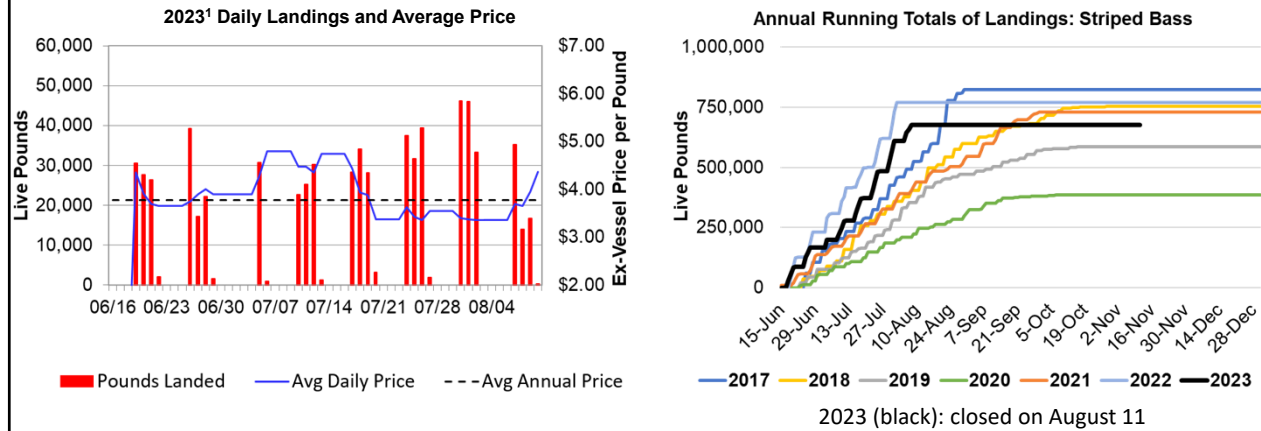 2023¹ Daily Landings and Average Price
60,000
50,000
40,000
30,000
20,000
10,000
0
Live Pounds
$7.00
$6.00
$5.00
$4.00
$3.00
$2.00
Ex-Vessel Price per Pound
06/16 06/23 06/30 07/07 07/14 07/21 07/28 08/04
Pounds Landed Avg Daily Price Avg Annual Price
Annual Running Totals of Landings: Striped Bass
1,000,000
750,000
500,000
250,000
0
Live Pounds
15-Jun 29-Jun 13-Jul 27-Jul 10-Aug 24-Aug 7-Sep 21-Sep 5-Oct 19-Oct 2-Nov 16-Nov 30-Nov 14-Dec 28-Dec
2017 2018 2019 2020 2021 2022 2023
2023 (black): closed on August 11